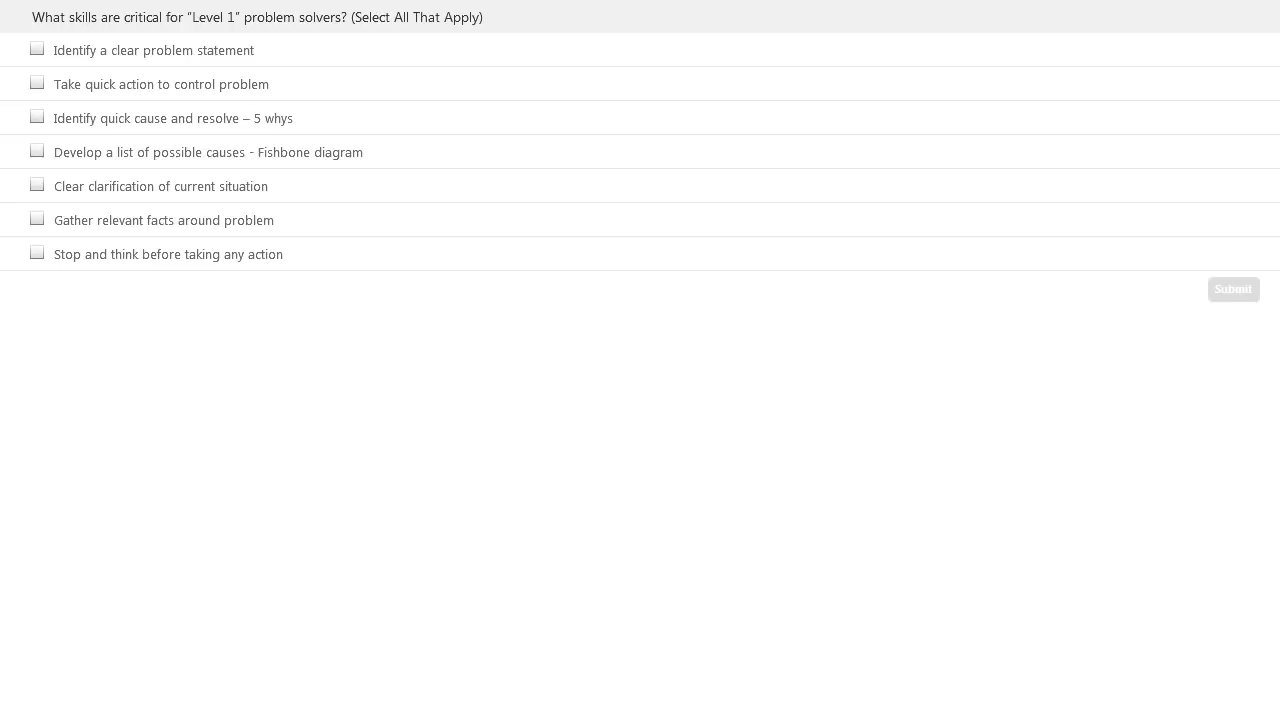 What skills are critical for “Level 1” problem solvers? (Select All That Apply)
Identify a clear problem statement
Take quick action to control problem
Identify quick cause and resolve – 5 whys
Develop a list of possible causes - Fishbone diagram
Clear clarification of current situation
Gather relevant facts around problem
Stop and think before taking any action
Submit